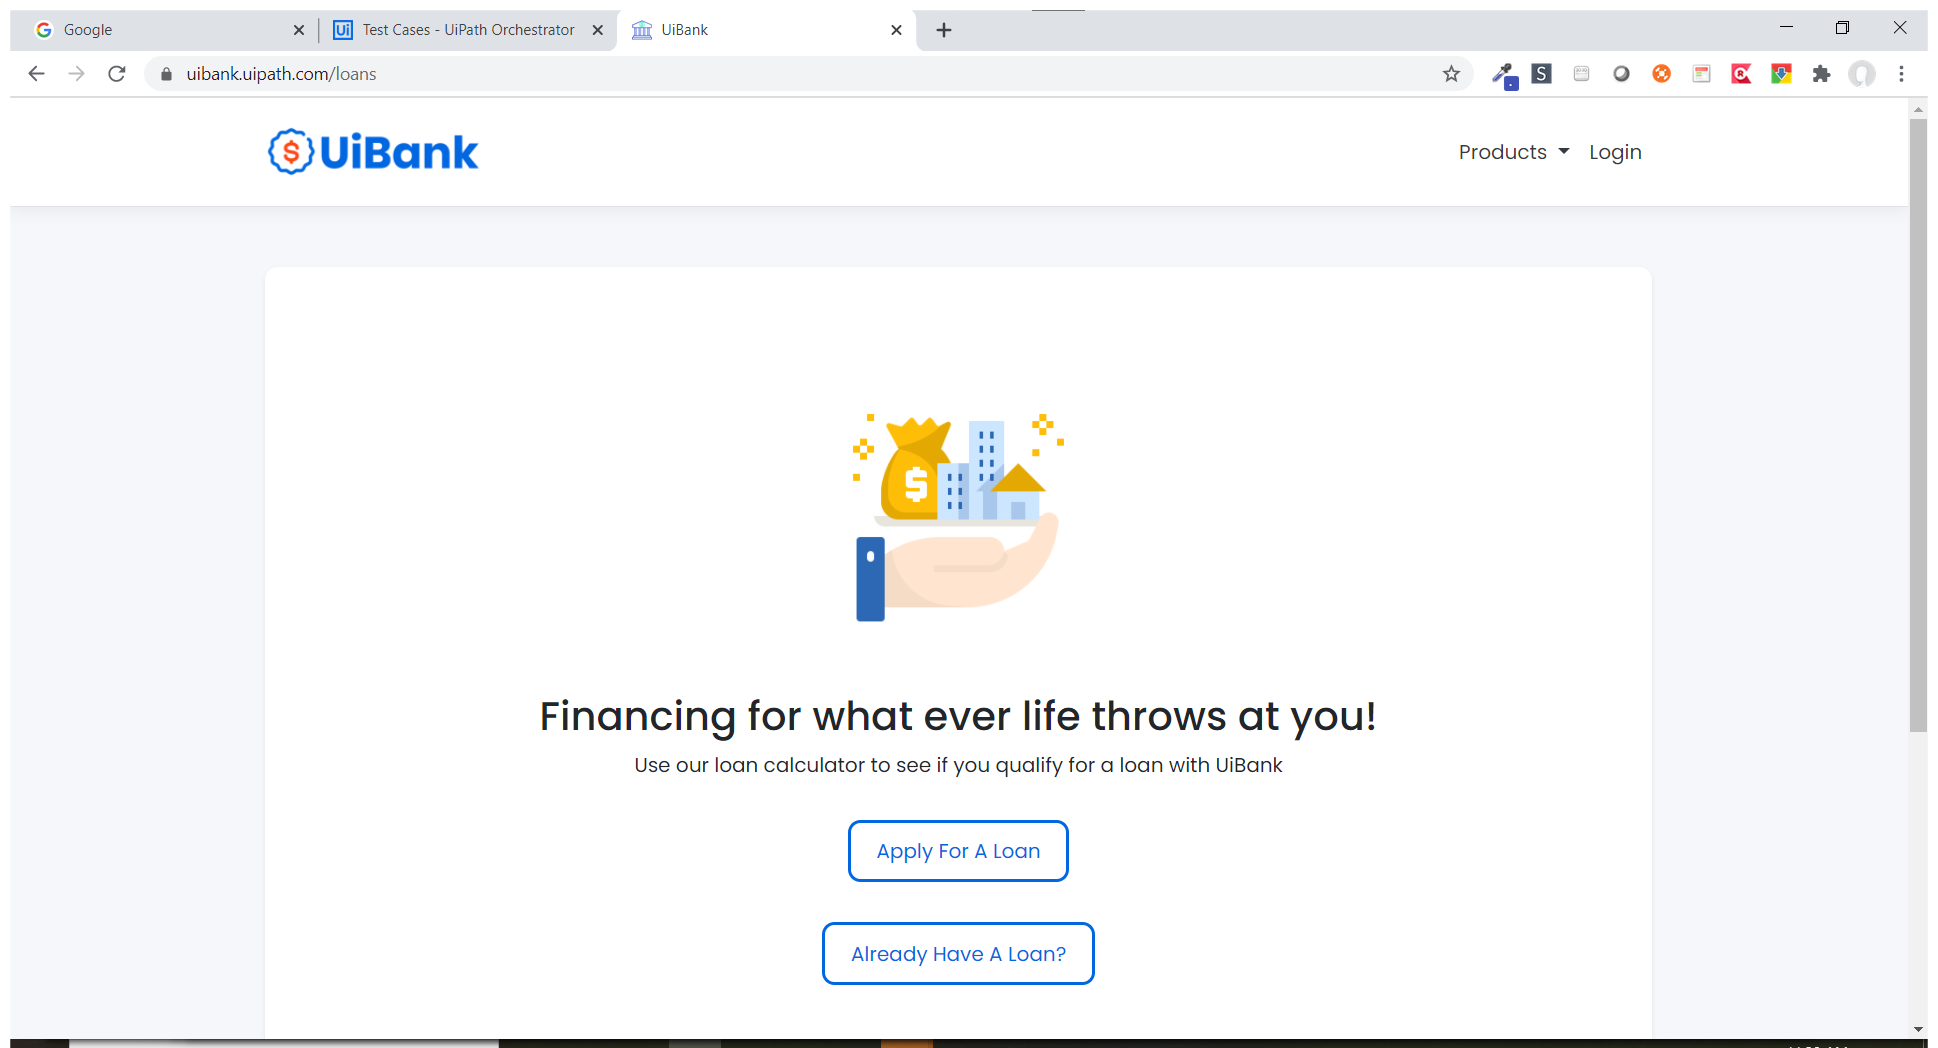 Google
Test Cases - UiPath Orchestrator
UiBank
uibank.uipath.com/loans
UiBank
Products
Login
Financing for what ever life throws at you!
Use our loan calculator to see if you qualify for a loan with UiBank
Apply For A Loan
Already Have A Loan?